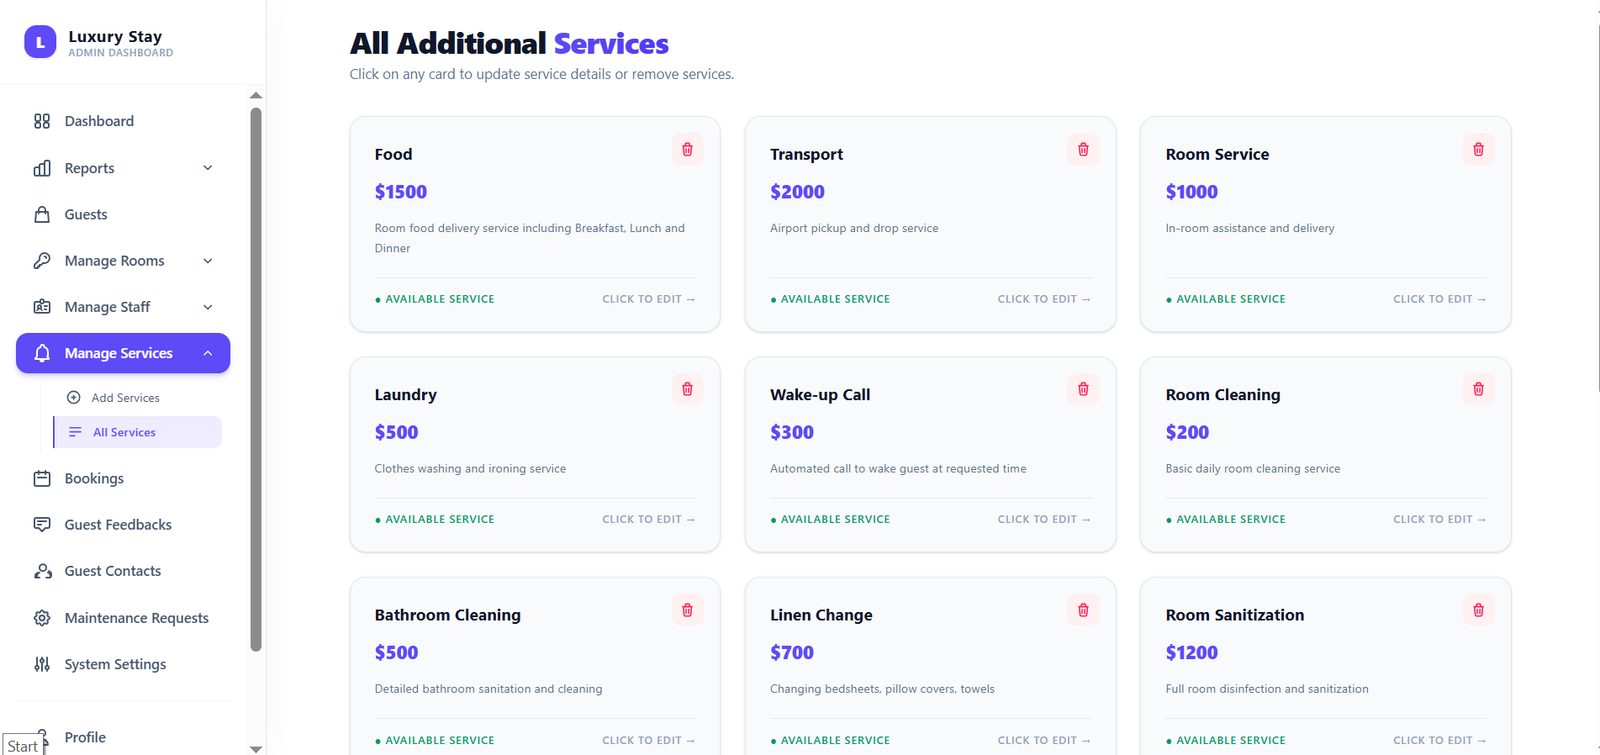 L
Luxury Stay
ADMIN DASHBOARD
Dashboard
Reports
Guests
Manage Rooms
Manage Staff
Manage Services
Add Services
All Services
Bookings
Guest Feedbacks
Guest Contacts
Maintenance Requests
System Settings
Profile
Start
All Additional Services
Click on any card to update service details or remove services.
Food
$1500
Room food delivery service including Breakfast, Lunch and
Dinner
● AVAILABLE SERVICE CLICK TO EDIT →
Transport
$2000
Airport pickup and drop service
● AVAILABLE SERVICE CLICK TO EDIT →
Room Service
$1000
In-room assistance and delivery
● AVAILABLE SERVICE CLICK TO EDIT →
Laundry
$500
Clothes washing and ironing service
● AVAILABLE SERVICE CLICK TO EDIT →
Wake-up Call
$300
Automated call to wake guest at requested time
● AVAILABLE SERVICE CLICK TO EDIT →
Room Cleaning
$200
Basic daily room cleaning service
● AVAILABLE SERVICE CLICK TO EDIT →
Bathroom Cleaning
$500
Detailed bathroom sanitation and cleaning
● AVAILABLE SERVICE CLICK TO EDIT →
Linen Change
$700
Changing bedsheets, pillow covers, towels
● AVAILABLE SERVICE CLICK TO EDIT →
Room Sanitization
$1200
Full room disinfection and sanitization
● AVAILABLE SERVICE CLICK TO EDIT →